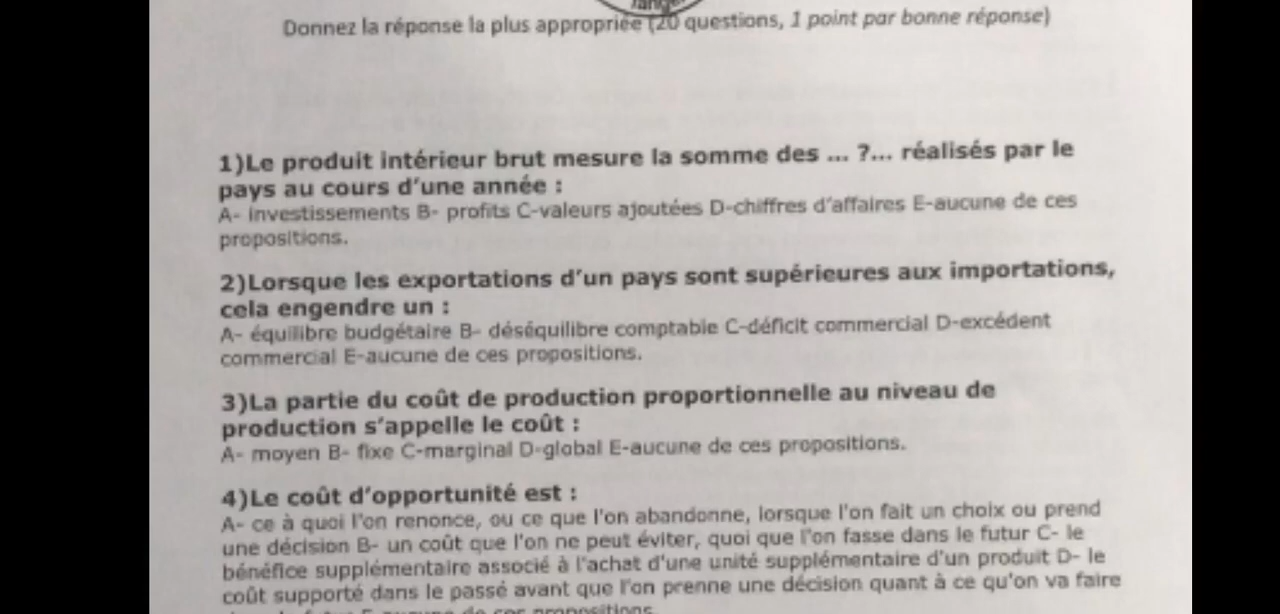 Donnez la réponse la plus appropriée (20 questions, 1 point par bonne réponse)
1)Le produit intérieur brut mesure la somme des ... ?... réalisés par le
pays au cours d'une année :
A- investissements B- profits C-valeurs ajoutées D-chiffres d'affaires E-aucune de ces
propositions.
2)Lorsque les exportations d'un pays sont supérieures aux importations,
cela engendre un :
A- équilibre budgétaire B- déséquilibre comptable C-déficit commercial D-excédent
commercial E-aucune de ces propositions.
3)La partie du coût de production proportionnelle au niveau de
production s'appelle le coût :
A- moyen B- fixe C-marginal D-global E-aucune de ces propositions.
4)Le coût d'opportunité est :
A- ce à quoi l'on renonce, ou ce que l'on abandonne, lorsque l'on fait un choix ou prend
une décision B- un coût que l'on ne peut éviter, quoi que l'on fasse dans le futur C- le
bénéfice supplémentaire associé à l'achat d'une unité supplémentaire d'un produit D- le
coût supporté dans le passé avant que l'on prenne une décision quant à ce qu'on va faire
de ces propositions.